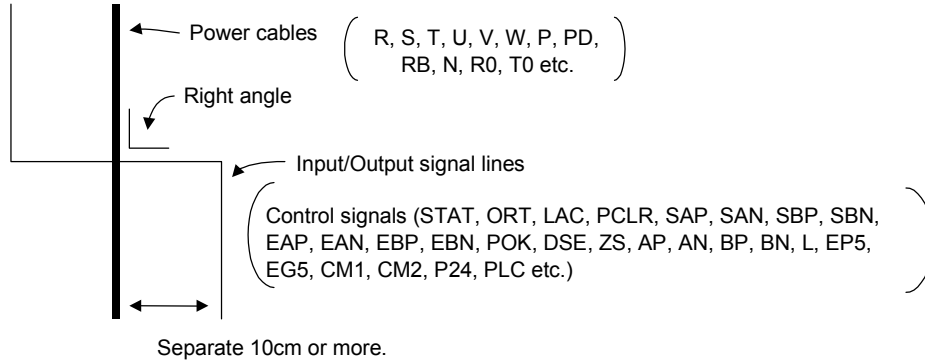 Power cables
R, S, T, U, V, W, P, PD,
RB, N, R0, T0 etc.
Right angle
Input/Output signal lines
Control signals (STAT, ORT, LAC, PCLR, SAP, SAN, SBP, SBN,
EAP, EAN, EBP, EBN, POK, DSE, ZS, AP, AN, BP, BN, L, EP5,
EG5, CM1, CM2, P24, PLC etc.)
Separate 10cm or more.